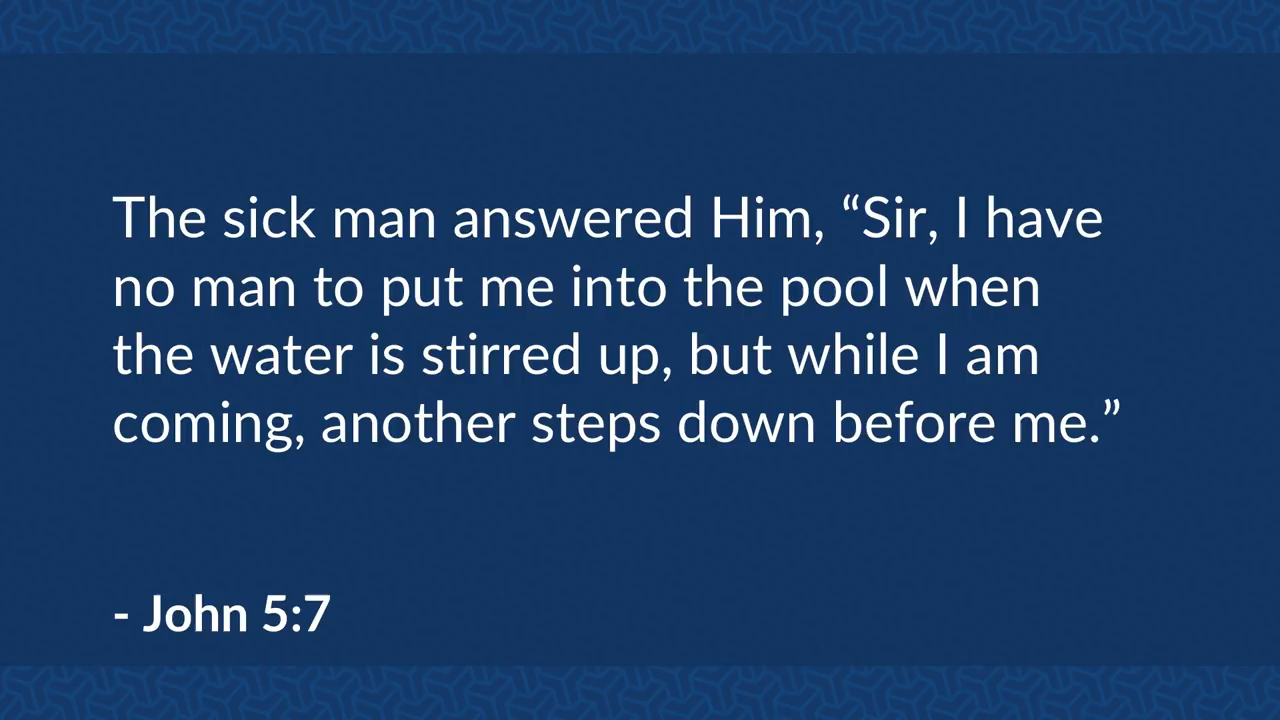 The sick man answered Him, “Sir, I have
no man to put me into the pool when
the water is stirred up, but while I am
coming, another steps down before me.”
- John 5:7